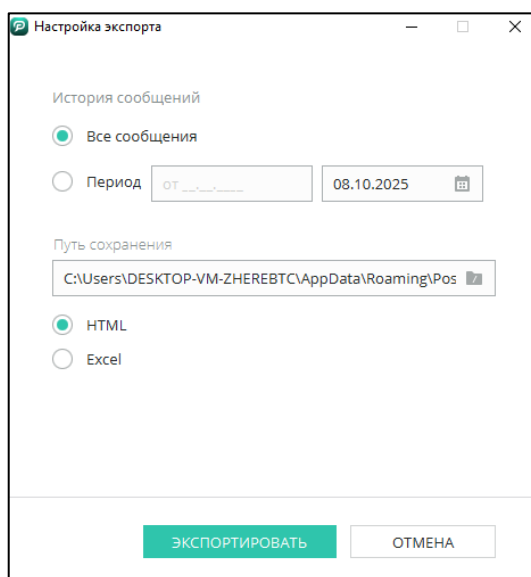 Настройка экспорта
История сообщений
Все сообщения
Период от __.__.____ 08.10.2025
Путь сохранения
C:\Users\DESKTOP-VM-ZHEREBTC\AppData\Roaming\Pos
HTML
Excel
ЭКСПОРТИРОВАТЬ ОТМЕНА